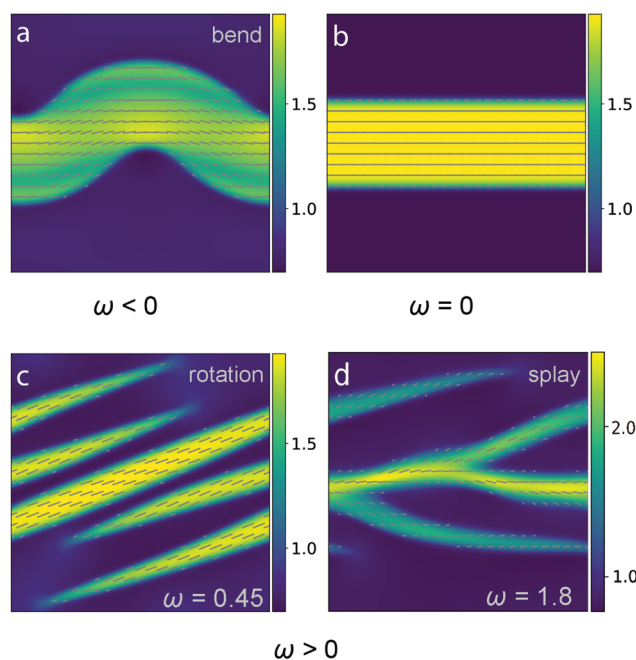 a bend
b
1.5
1.0
1.5
1.0
ω < 0
ω = 0
c rotation
d splay
1.5
1.0
2.0
1.0
ω = 0.45
ω = 1.8
ω > 0